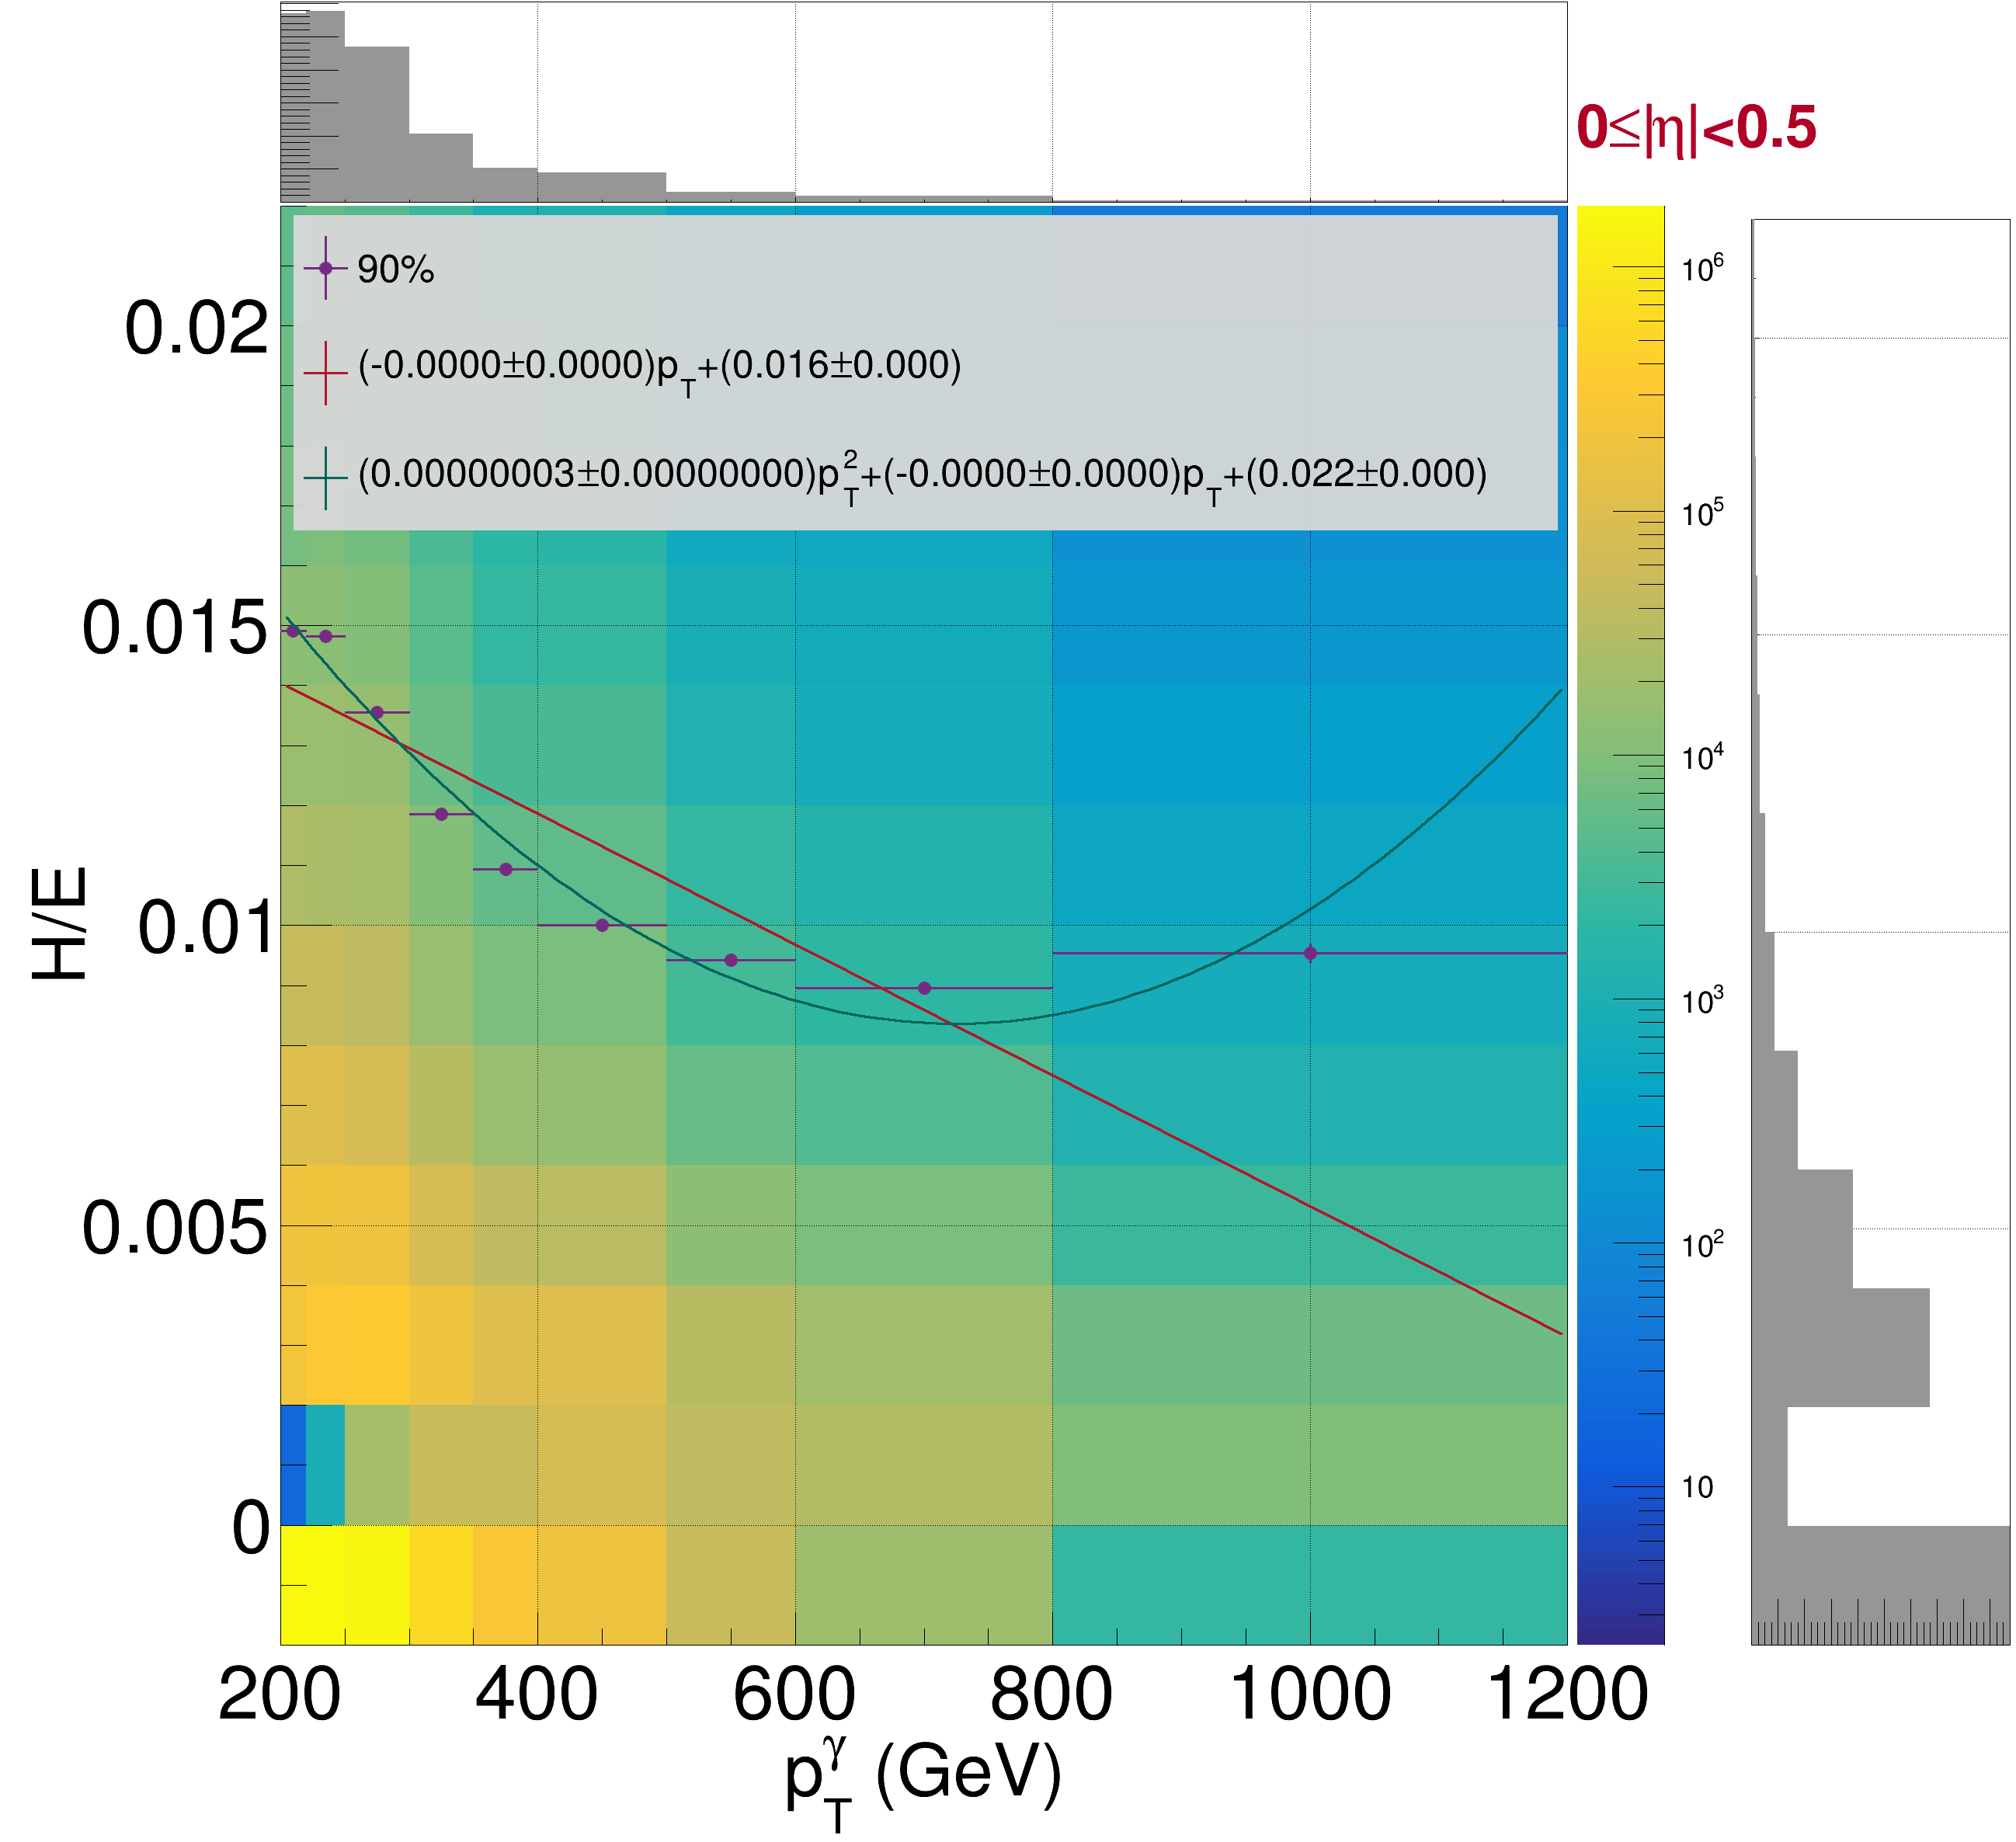 0≤|η|<0.5
90%
(-0.0000±0.0000)p_T+(0.016±0.000)
(0.00000003±0.00000000)p_T^2+(-0.0000±0.0000)p_T+(0.022±0.000)
0.02
0.015
0.01
0.005
0
H/E
200 400 600 800 1000 1200
p_T^γ (GeV)
10^6
10^5
10^4
10^3
10^2
10